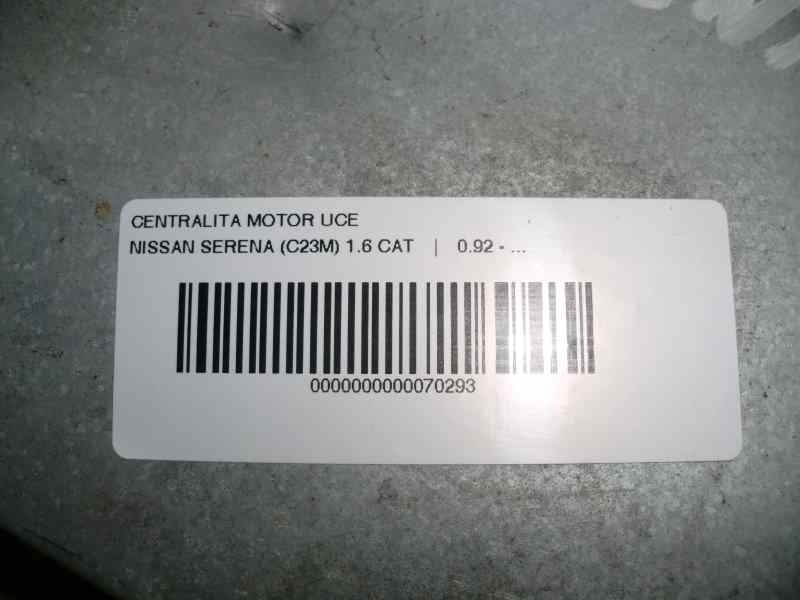 CENTRALITA MOTOR UCE
NISSAN SERENA (C23M) 1.6 CAT | 0.92 - ...
0000000000070293